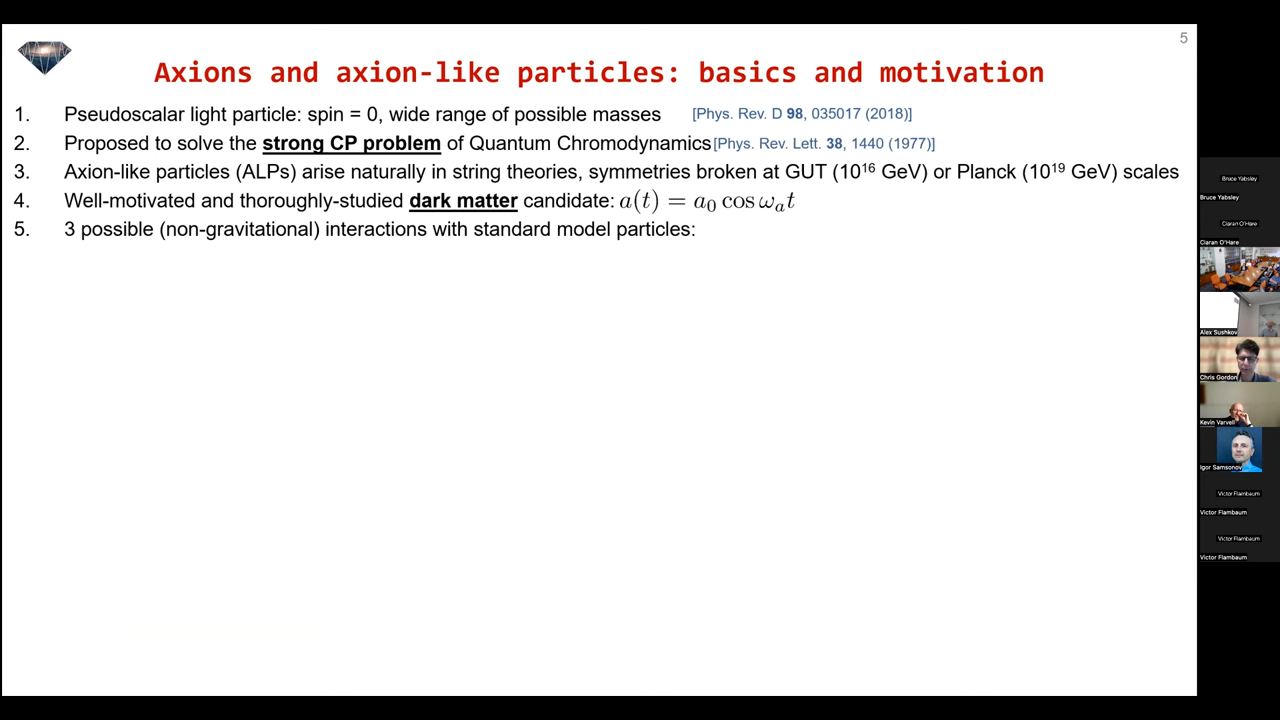 5
Axions and axion-like particles: basics and motivation
1. Pseudoscalar light particle: spin = 0, wide range of possible masses [Phys. Rev. D 98, 035017 (2018)]
2. Proposed to solve the strong CP problem of Quantum Chromodynamics [Phys. Rev. Lett. 38, 1440 (1977)]
3. Axion-like particles (ALPs) arise naturally in string theories, symmetries broken at GUT (10¹⁶ GeV) or Planck (10¹⁹ GeV) scales
4. Well-motivated and thoroughly-studied dark matter candidate: a(t) = a₀ cos ωₐt
5. 3 possible (non-gravitational) interactions with standard model particles:
Bruce Yabsley
Bruce Yabsley
Ciaran O'Hare
Ciaran O'Hare
Alex Sushkov
Chris Gordon
Kevin Varvell
Igor Samsonov
Victor Flambaum
Victor Flambaum
Victor Flambaum
Victor Flambaum